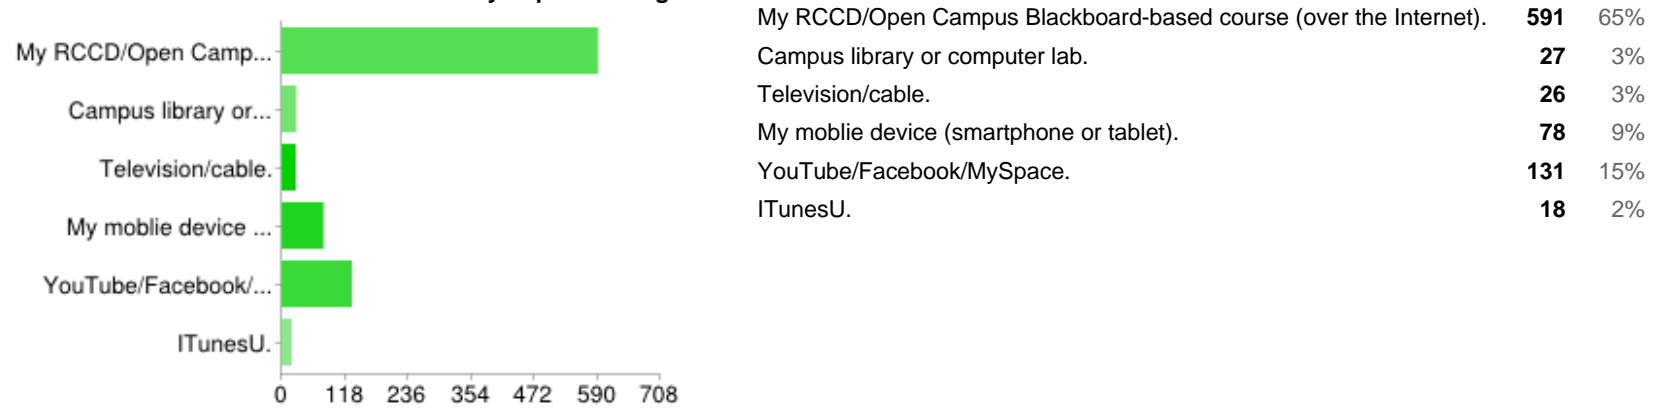 My RCCD/Open Camp...
Campus library or...
Television/cable.
My moblie device ...
YouTube/Facebook/...
ITunesU.
0 118 236 354 472 590 708
My RCCD/Open Campus Blackboard-based course (over the Internet). 591 65%
Campus library or computer lab. 27 3%
Television/cable. 26 3%
My moblie device (smartphone or tablet). 78 9%
YouTube/Facebook/MySpace. 131 15%
ITunesU. 18 2%